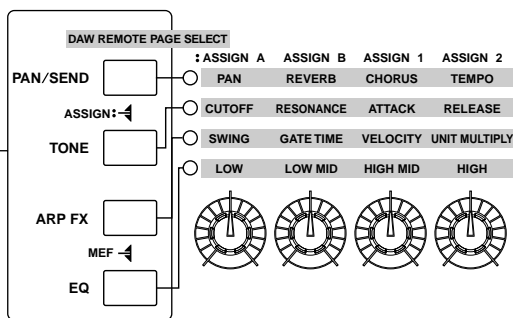 DAW REMOTE PAGE SELECT
: ASSIGN A ASSIGN B ASSIGN 1 ASSIGN 2
PAN/SEND PAN REVERB CHORUS TEMPO
ASSIGN: CUTOFF RESONANCE ATTACK RELEASE
TONE SWING GATE TIME VELOCITY UNIT MULTIPLY
LOW LOW MID HIGH MID HIGH
ARP FX
MEF
EQ